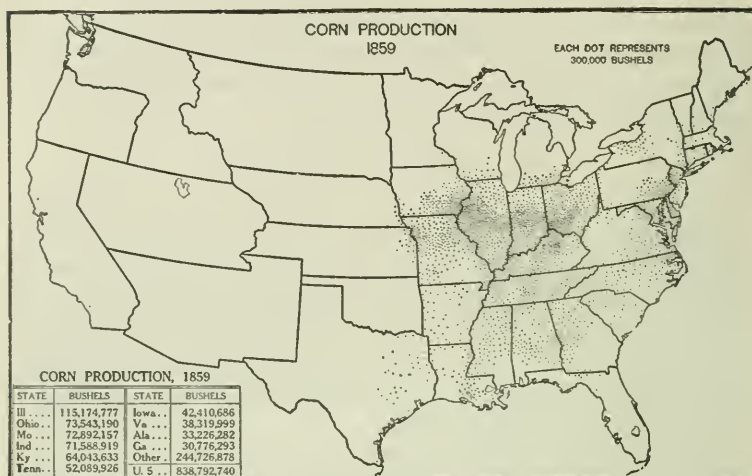 CORN PRODUCTION
1859
EACH DOT REPRESENTS
300,000 BUSHELS
CORN PRODUCTION, 1859
STATE BUSHELS STATE BUSHELS
Ill .... 115,174,777 Iowa.. 42,410,686
Ohio... 73,543,190 Va ... 38,319,999
Mo .... 72,892,157 Ala.... 33,226,282
Ind .... 71,588,919 Ga .... 30,776,293
Ky .... 64,043,633 Other. 244,726,878
Tenn.. 52,089,926 U. S .. 838,792,740